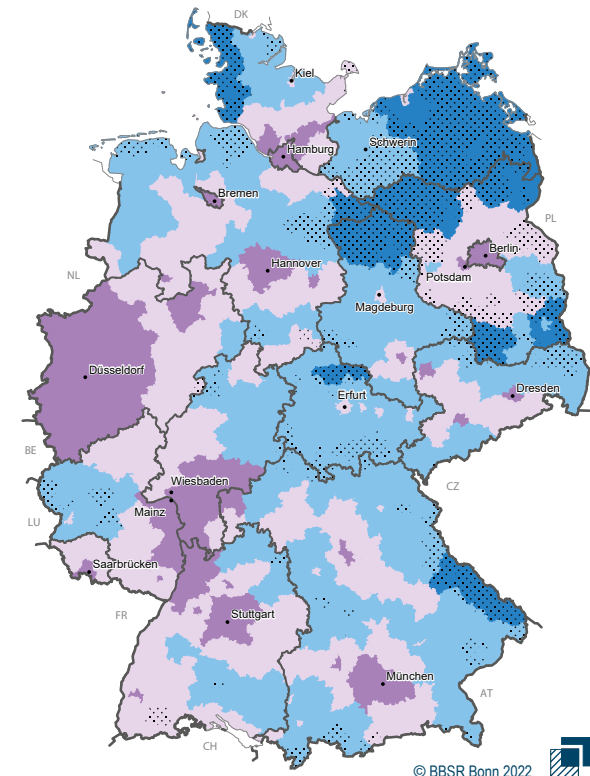 DK
Kiel
Schwerin
Hamburg
Bremen
PL
Berlin
NL
Hannover
Potsdam
Magdeburg
Düsseldorf
Dresden
Erfurt
BE
Wiesbaden
CZ
Mainz
LU
Saarbrücken
FR
Stuttgart
München
AT
CH
© BBSR Bonn 2022